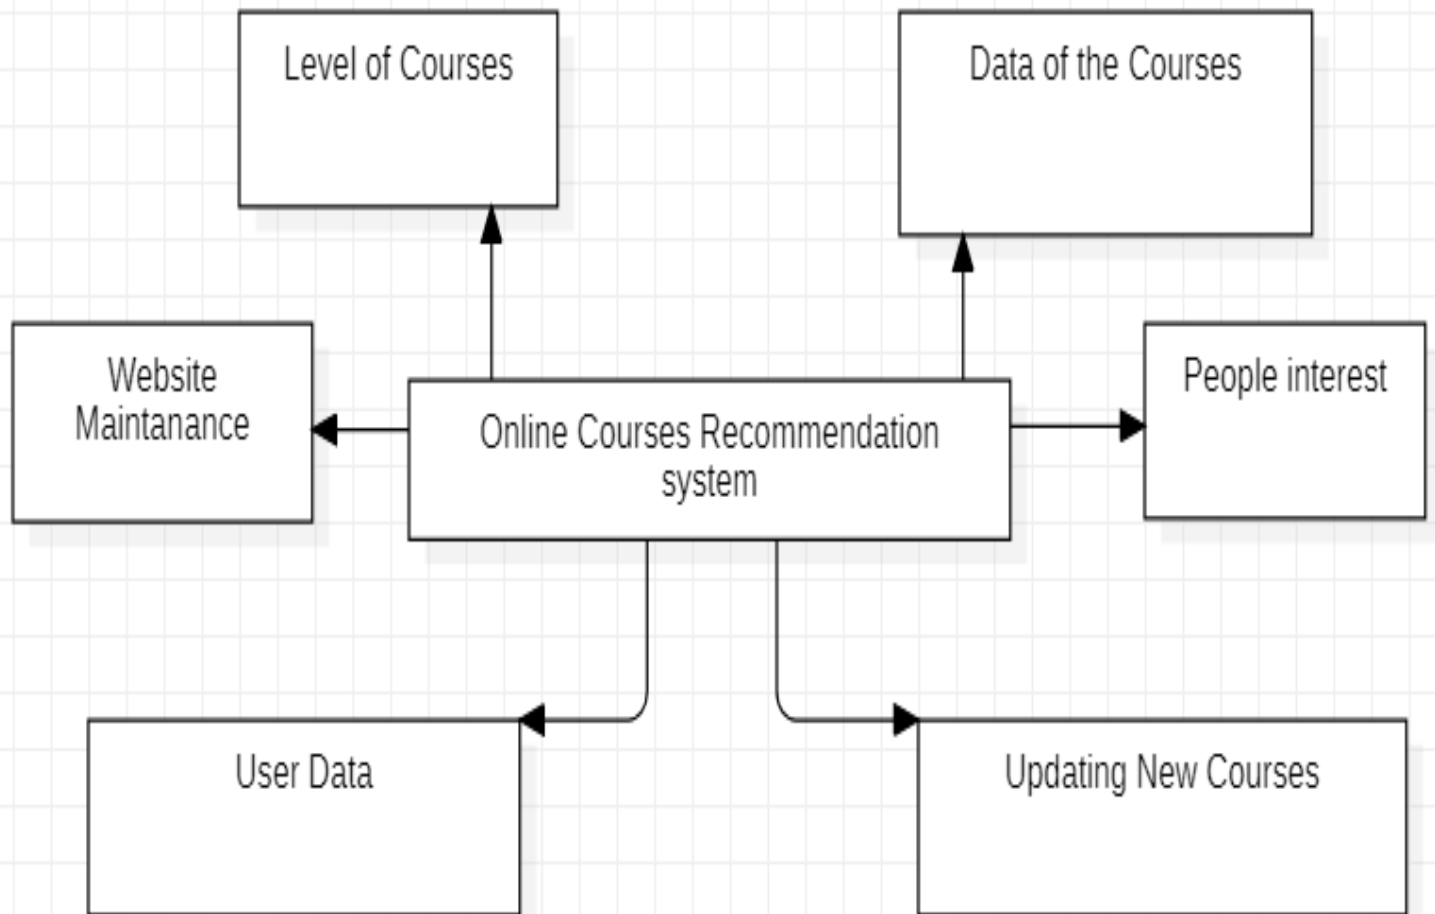 Level of Courses
Data of the Courses
Website
Maintanance
Online Courses Recommendation
system
People interest
User Data
Updating New Courses